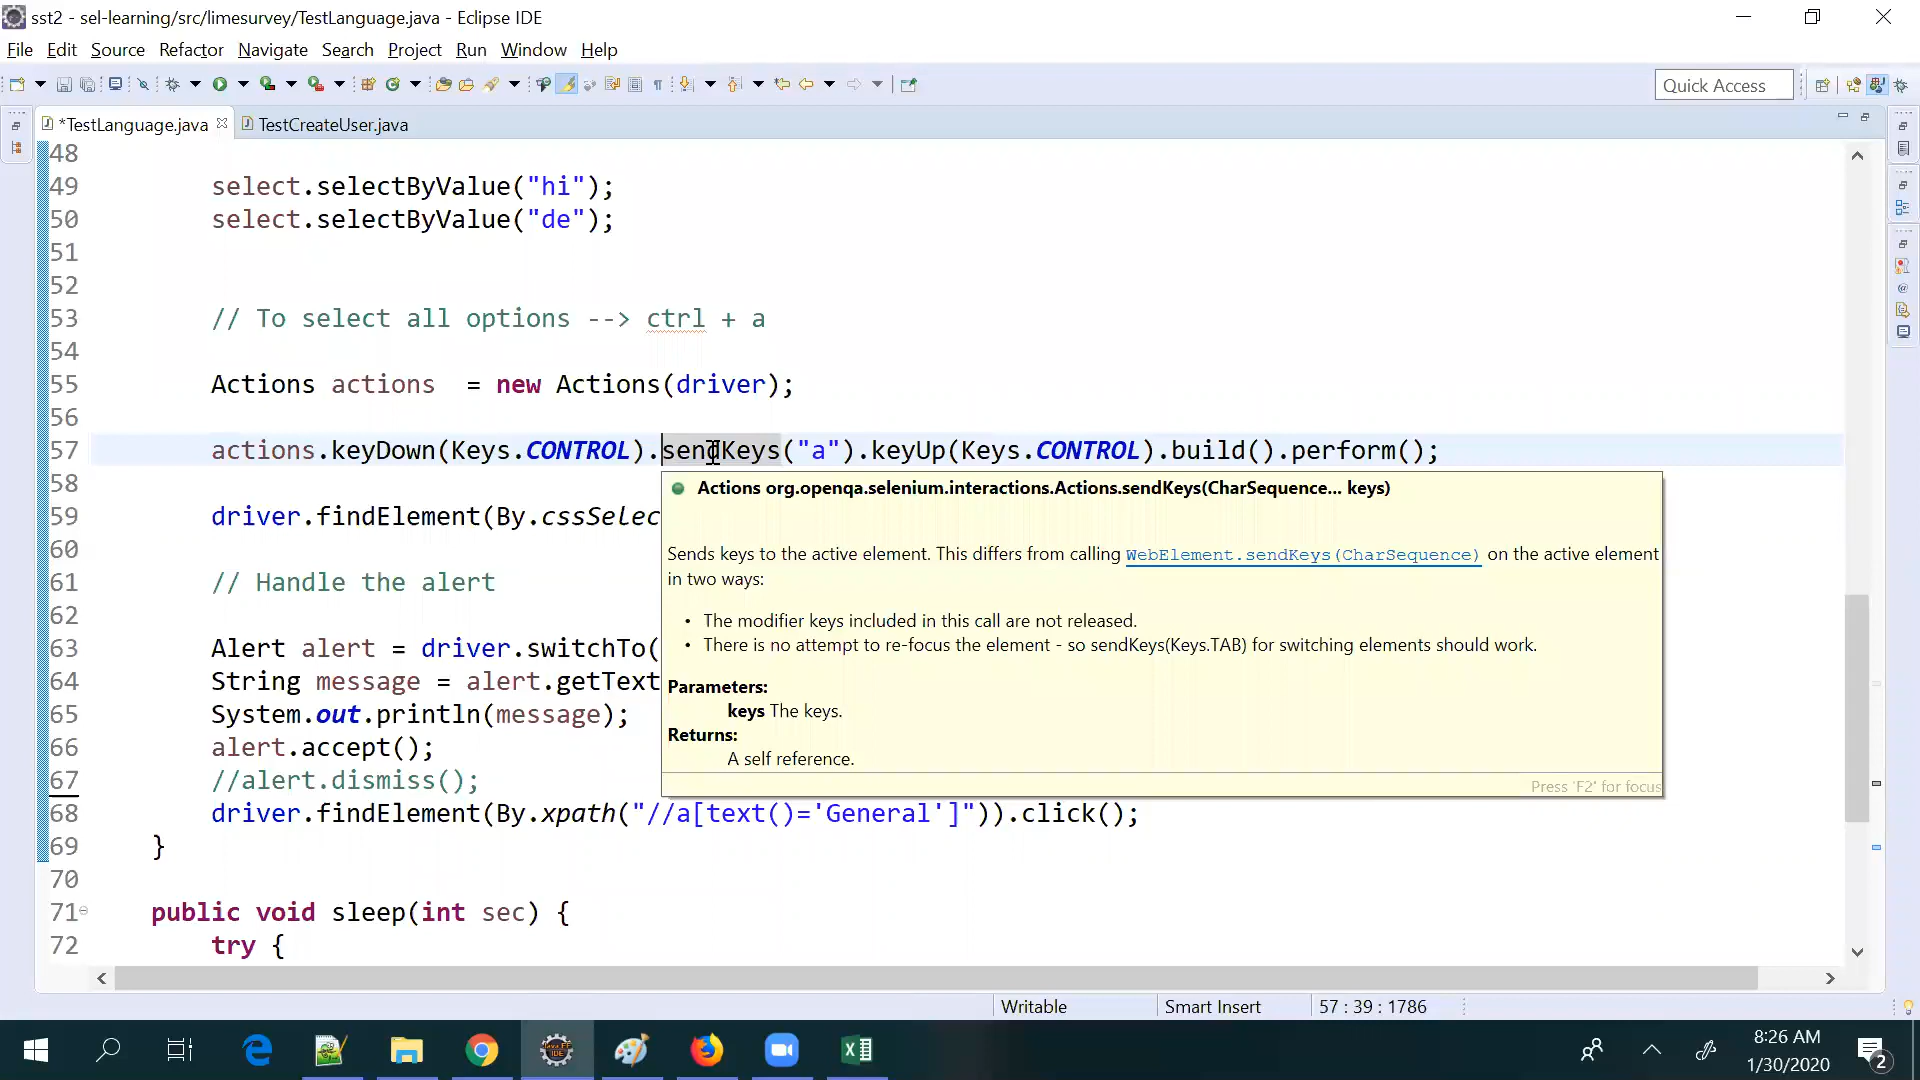 sst2 - sel-learning/src/limesurvey/TestLanguage.java - Eclipse IDE
File Edit Source Refactor Navigate Search Project Run Window Help
Quick Access
*TestLanguage.java TestCreateUser.java
48
49 select.selectByValue("hi");
50 select.selectByValue("de");
51
52
53 // To select all options --> ctrl + a
54
55 Actions actions = new Actions(driver);
56
57 actions.keyDown(Keys.CONTROL).sendKeys("a").keyUp(Keys.CONTROL).build().perform();
58
Actions org.openqa.selenium.interactions.Actions.sendKeys(CharSequence... keys)
59 driver.findElement(By.cssSelec
Sends keys to the active element. This differs from calling WebElement.sendKeys(CharSequence) on the active element
in two ways:
60
61 // Handle the alert
62
• The modifier keys included in this call are not released.
• There is no attempt to re-focus the element - so sendKeys(Keys.TAB) for switching elements should work.
63 Alert alert = driver.switchTo(
64 String message = alert.getText
Parameters:
keys The keys.
65 System.out.println(message);
Returns:
A self reference.
66 alert.accept();
67 //alert.dismiss();
Press 'F2' for focus
68 driver.findElement(By.xpath("//a[text()='General']")).click();
69 }
70
71 public void sleep(int sec) {
72 try {
Writable Smart Insert 57 : 39 : 1786
8:26 AM
1/30/2020
2